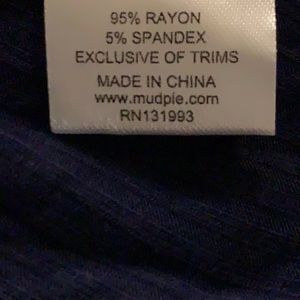 95% RAYON
5% SPANDEX
EXCLUSIVE OF TRIMS
MADE IN CHINA
www.mudpie.com
RN131993